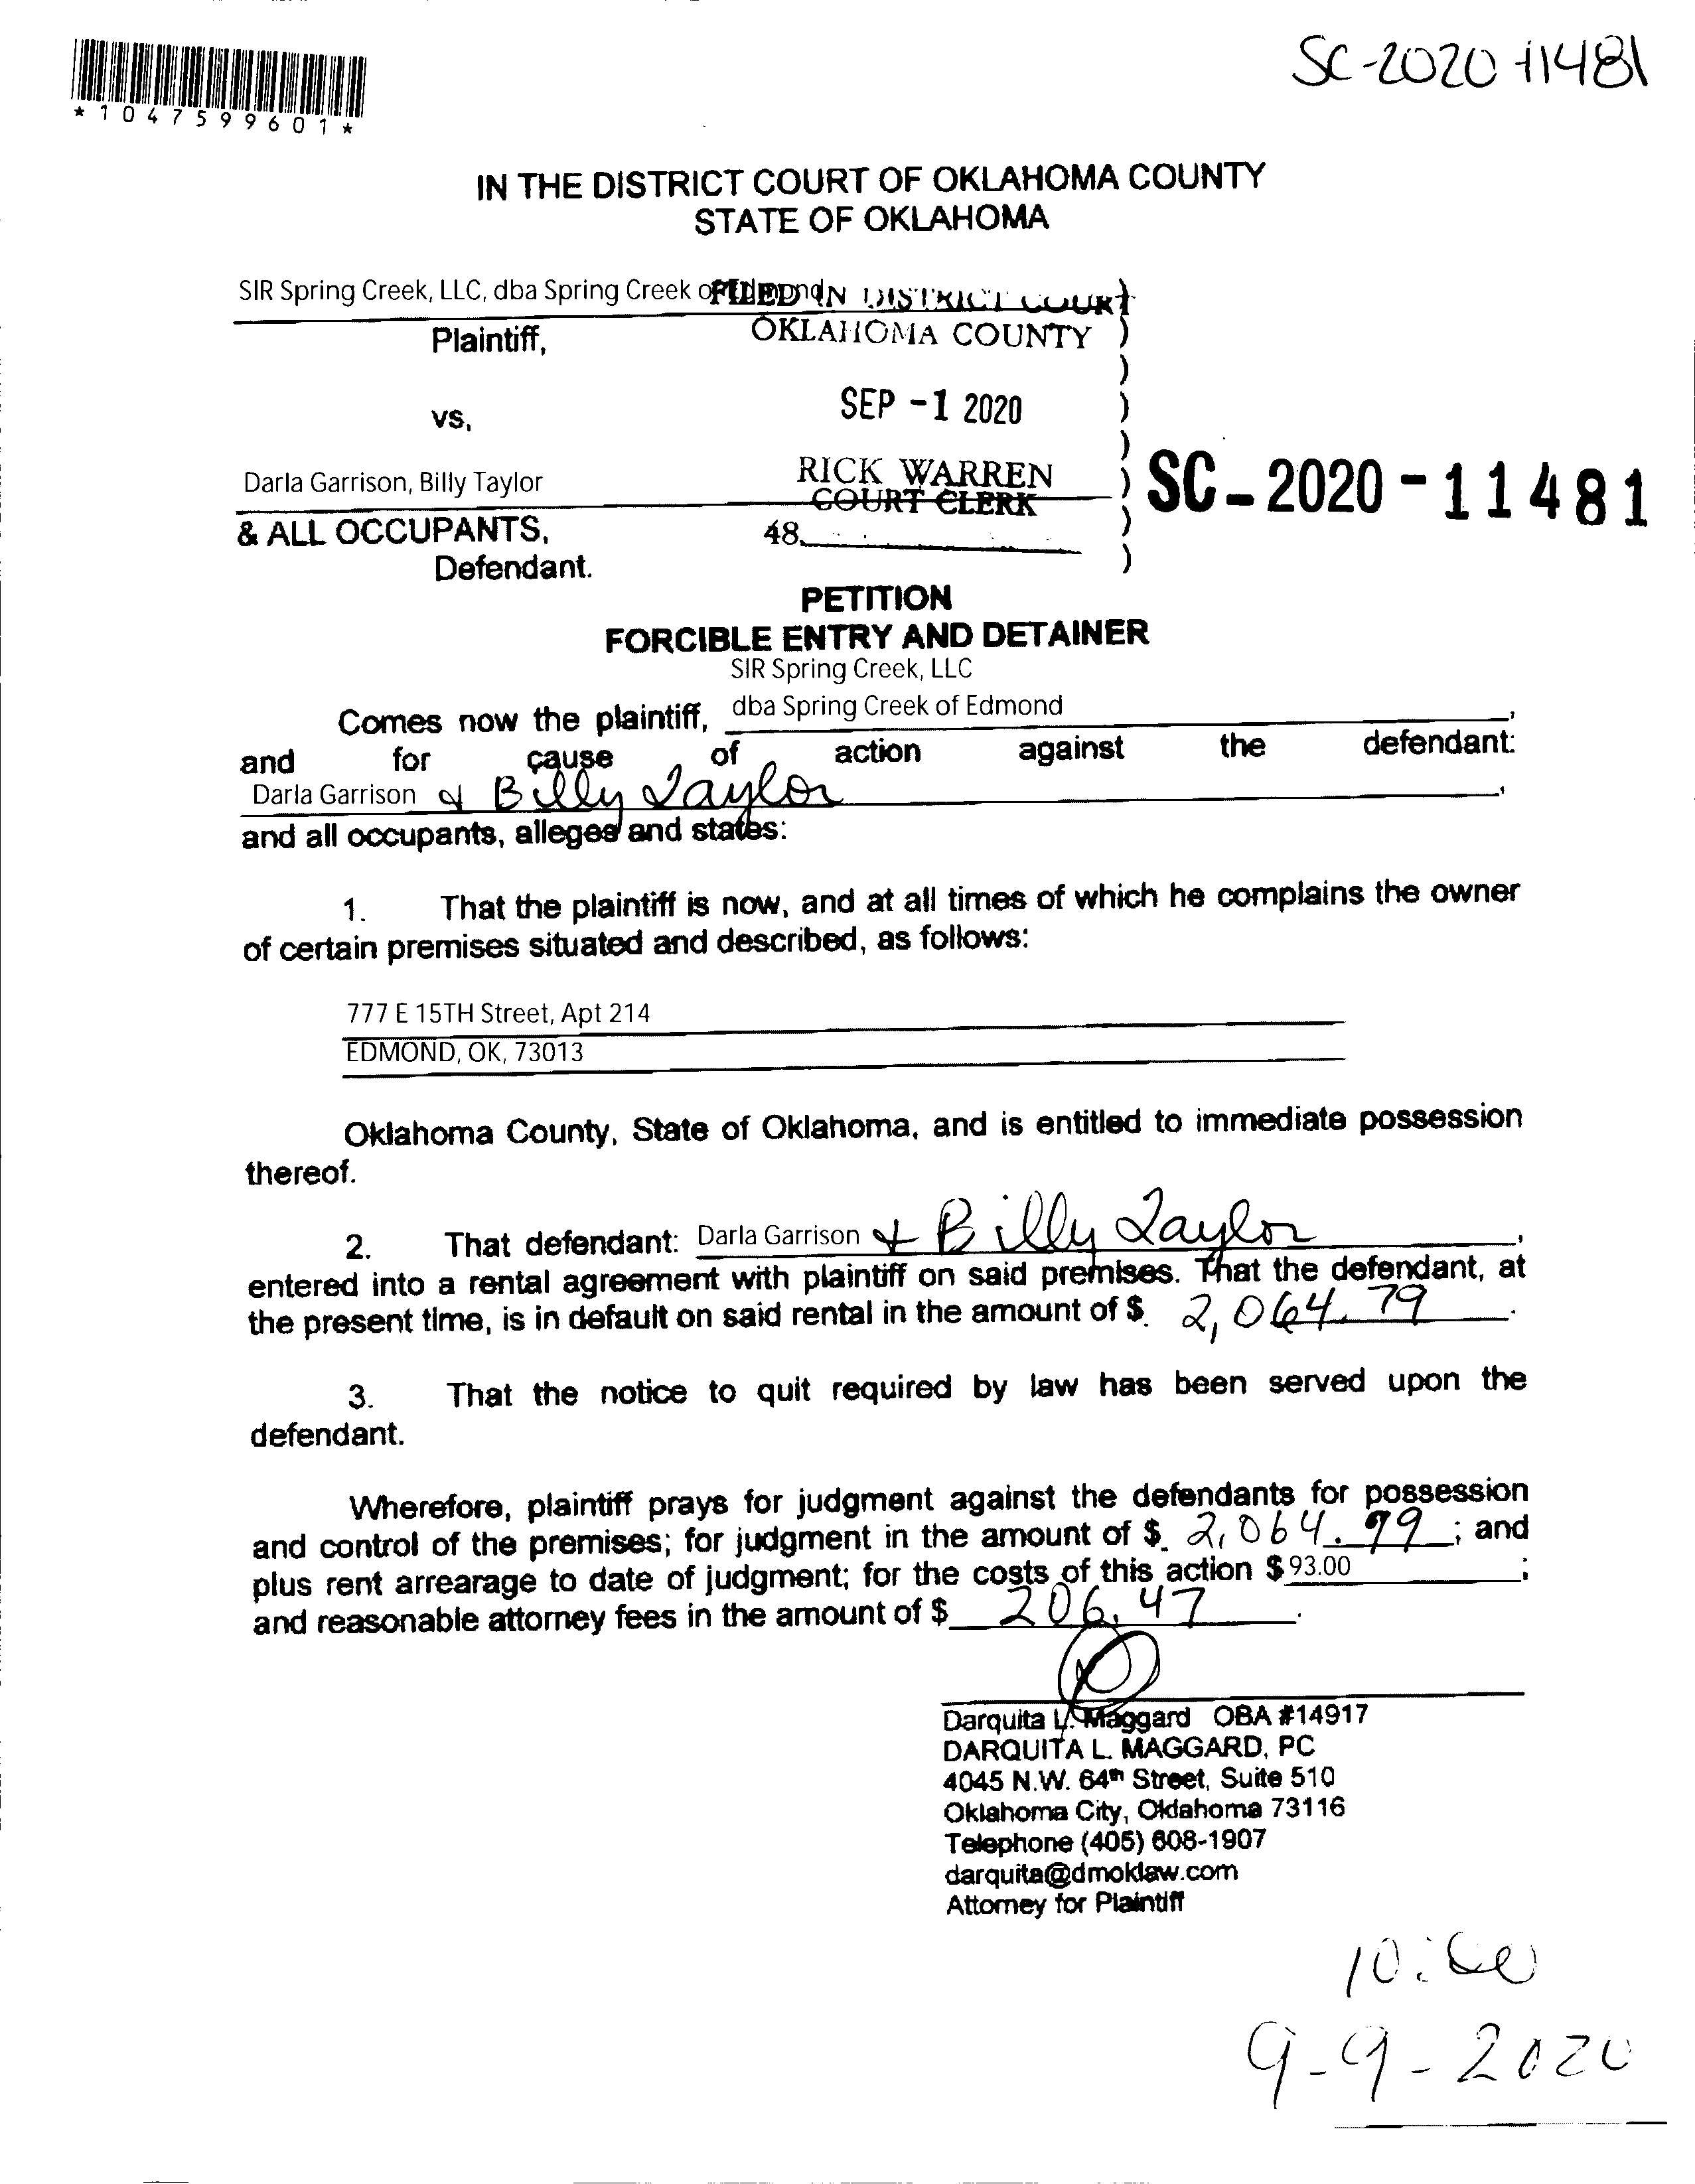 SC-2020-11481
*1047599601*
IN THE DISTRICT COURT OF OKLAHOMA COUNTY
STATE OF OKLAHOMA
SIR Spring Creek, LLC, dba Spring Creek of Edmond
FILED IN DISTRICT COURT )
Plaintiff,
OKLAHOMA COUNTY )
)
vs,
SEP -1 2020 )
)
Darla Garrison, Billy Taylor
RICK WARREN )
COURT CLERK
SC-2020-11481
& ALL OCCUPANTS,
48. )
Defendant. )
PETITION
FORCIBLE ENTRY AND DETAINER
SIR Spring Creek, LLC
Comes now the plaintiff, dba Spring Creek of Edmond,
and for cause of action against the defendant:
Darla Garrison & Billy Taylor,
and all occupants, alleges and states:
1. That the plaintiff is now, and at all times of which he complains the owner
of certain premises situated and described, as follows:
777 E 15TH Street, Apt 214
EDMOND, OK, 73013
Oklahoma County, State of Oklahoma, and is entitled to immediate possession
thereof.
2. That defendant: Darla Garrison & Billy Taylor,
entered into a rental agreement with plaintiff on said premises. That the defendant, at
the present time, is in default on said rental in the amount of $ 2,064.79.
3. That the notice to quit required by law has been served upon the
defendant.
Wherefore, plaintiff prays for judgment against the defendants for possession
and control of the premises; for judgment in the amount of $ 2,064.79; and
plus rent arrearage to date of judgment; for the costs of this action $ 93.00;
and reasonable attorney fees in the amount of $ 206.47.
Darquita L. Maggard OBA #14917
DARQUITA L. MAGGARD, PC
4045 N.W. 64th Street, Suite 510
Oklahoma City, Oklahoma 73116
Telephone (405) 608-1907
darquita@dmoklaw.com
Attorney for Plaintiff
9-9-2020